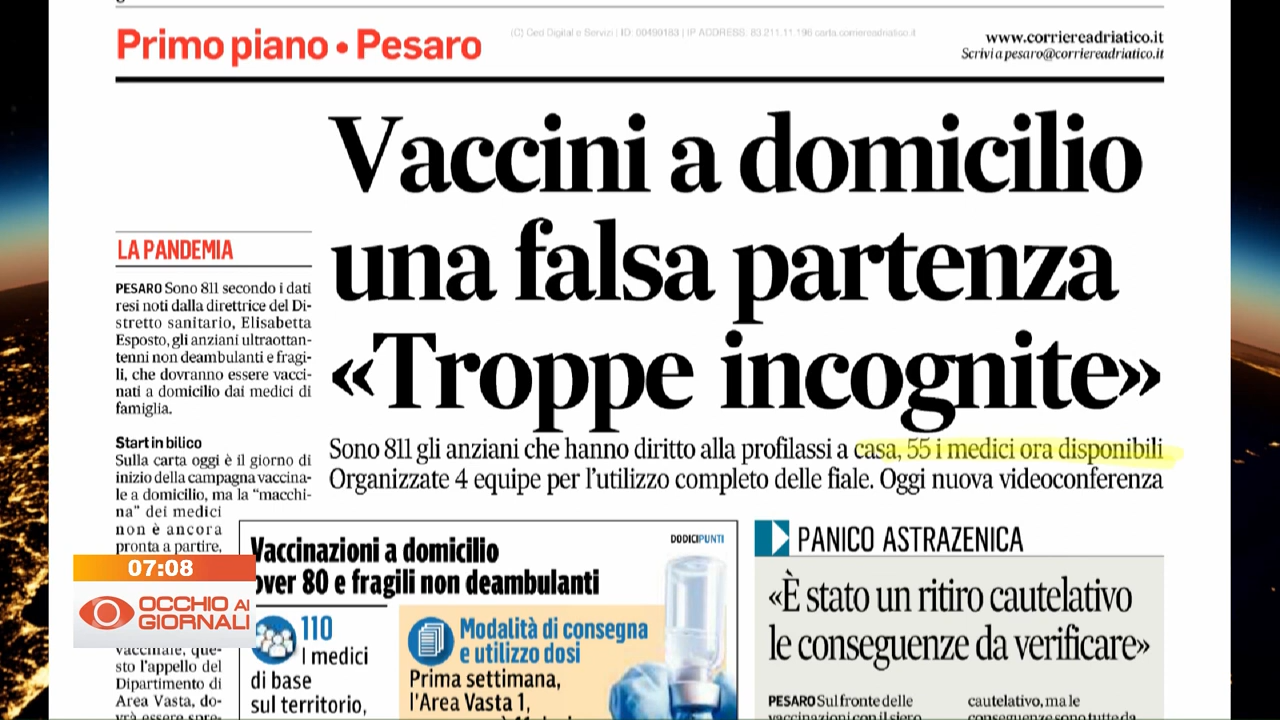 Primo piano • Pesaro
(C) Ced Digital e Servizi | ID: 00490183 | IP ADDRESS: 83.211.11.196 carta.corriereadriatico.it
www.corriereadriatico.it
Scrivi a pesaro@corriereadriatico.it
Vaccini a domicilio
una falsa partenza
«Troppe incognite»
Sono 811 gli anziani che hanno diritto alla profilassi a casa, 55 i medici ora disponibili
Organizzate 4 equipe per l'utilizzo completo delle fiale. Oggi nuova videoconferenza
LA PANDEMIA
PESARO Sono 811 secondo i dati
resi noti dalla direttrice del Di-
stretto sanitario, Elisabetta
Esposto, gli anziani ultraottan-
tenni non deambulanti e fragi-
li, che dovranno essere vacci-
nati a domicilio dai medici di
famiglia.
Start in bilico
Sulla carta oggi è il giorno di
inizio della campagna vaccina-
le a domicilio, ma la “macchi-
na” dei medici
non è ancora
pronta a partire,
07:08
OCCHIO AI
GIORNALI
vaccinale, que-
sto l'appello del
Dipartimento di
Area Vasta, do-
vrà essere spre-
Vaccinazioni a domicilio
over 80 e fragili non deambulanti
DODICIPUNTI
110
I medici
di base
sul territorio,
Modalità di consegna
e utilizzo dosi
Prima settimana,
l'Area Vasta 1,
PANICO ASTRAZENICA
«È stato un ritiro cautelativo
le conseguenze da verificare»
PESARO Sul fronte delle
vaccinazioni con il siero
cautelativo, ma le
conseguenze sono tutte da